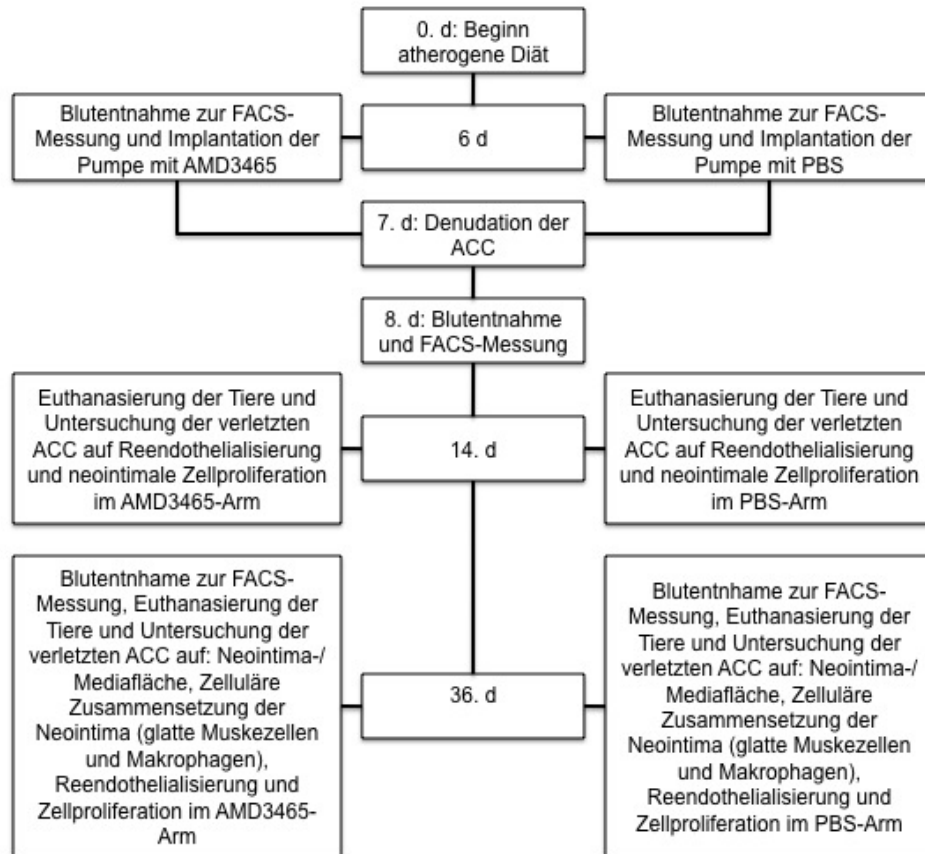 0. d: Beginn
atherogene Diät
Blutentnahme zur FACS-
Messung und Implantation der
Pumpe mit AMD3465
6 d
Blutentnahme zur FACS-
Messung und Implantation der
Pumpe mit PBS
7. d: Denudation der
ACC
8. d: Blutentnahme
und FACS-Messung
Euthanasierung der Tiere und
Untersuchung der verletzten
ACC auf Reendothelialisierung
und neointimale Zellproliferation
im AMD3465-Arm
14. d
Euthanasierung der Tiere und
Untersuchung der verletzten
ACC auf Reendothelialisierung
und neointimale Zellproliferation
im PBS-Arm
Blutentnhame zur FACS-
Messung, Euthanasierung der
Tiere und Untersuchung der
verletzten ACC auf: Neointima-/
Mediafläche, Zelluläre
Zusammensetzung der
Neointima (glatte Muskezellen
und Makrophagen),
Reendothelialisierung und
Zellproliferation im AMD3465-
Arm
36. d
Blutentnhame zur FACS-
Messung, Euthanasierung der
Tiere und Untersuchung der
verletzten ACC auf: Neointima-/
Mediafläche, Zelluläre
Zusammensetzung der
Neointima (glatte Muskezellen
und Makrophagen),
Reendothelialisierung und
Zellproliferation im PBS-Arm